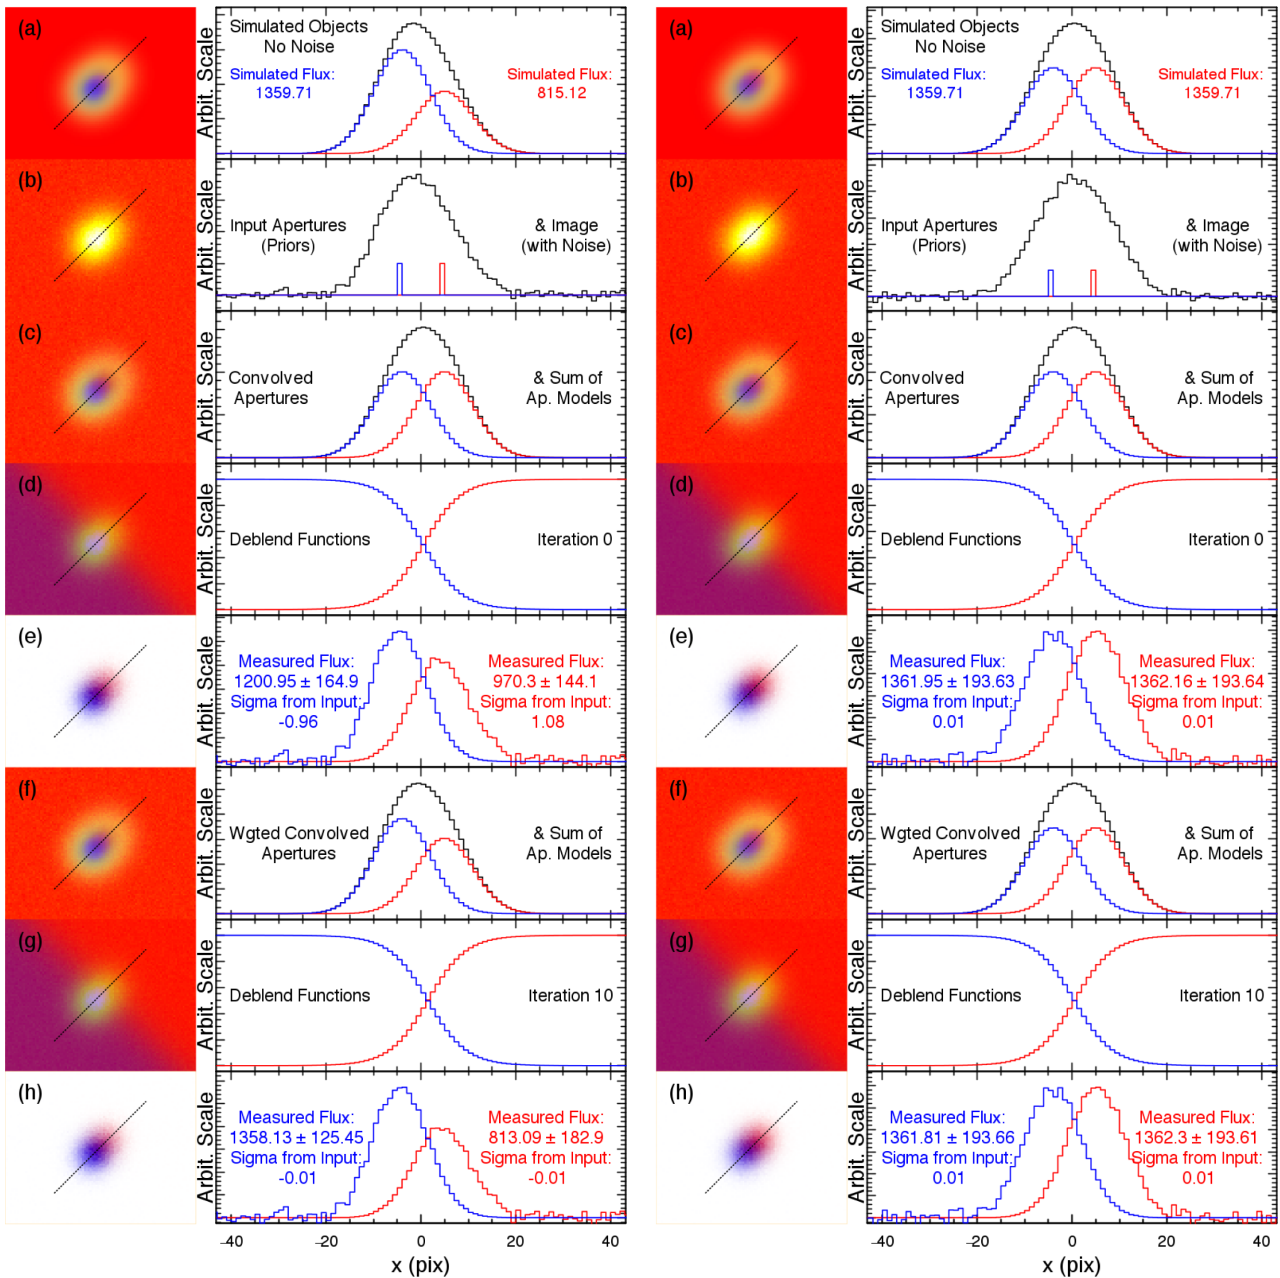 (a)
Arbit. Scale
Simulated Objects
No Noise
Simulated Flux:
1359.71
Simulated Flux:
815.12
(b)
Arbit. Scale
Input Apertures
(Priors)
& Image
(with Noise)
(c)
Arbit. Scale
Convolved
Apertures
& Sum of
Ap. Models
(d)
Arbit. Scale
Deblend Functions
Iteration 0
(e)
Arbit. Scale
Measured Flux:
1200.95 ± 164.9
Sigma from Input:
-0.96
Measured Flux:
970.3 ± 144.1
Sigma from Input:
1.08
(f)
Arbit. Scale
Wgted Convolved
Apertures
& Sum of
Ap. Models
(g)
Arbit. Scale
Deblend Functions
Iteration 10
(h)
Arbit. Scale
Measured Flux:
1358.13 ± 125.45
Sigma from Input:
-0.01
Measured Flux:
813.09 ± 182.9
Sigma from Input:
-0.01
−40 −20 0 20 40
x (pix)
(a)
Arbit. Scale
Simulated Objects
No Noise
Simulated Flux:
1359.71
Simulated Flux:
1359.71
(b)
Arbit. Scale
Input Apertures
(Priors)
& Image
(with Noise)
(c)
Arbit. Scale
Convolved
Apertures
& Sum of
Ap. Models
(d)
Arbit. Scale
Deblend Functions
Iteration 0
(e)
Arbit. Scale
Measured Flux:
1361.95 ± 193.63
Sigma from Input:
0.01
Measured Flux:
1362.16 ± 193.64
Sigma from Input:
0.01
(f)
Arbit. Scale
Wgted Convolved
Apertures
& Sum of
Ap. Models
(g)
Arbit. Scale
Deblend Functions
Iteration 10
(h)
Arbit. Scale
Measured Flux:
1361.81 ± 193.66
Sigma from Input:
0.01
Measured Flux:
1362.3 ± 193.61
Sigma from Input:
0.01
−40 −20 0 20 40
x (pix)